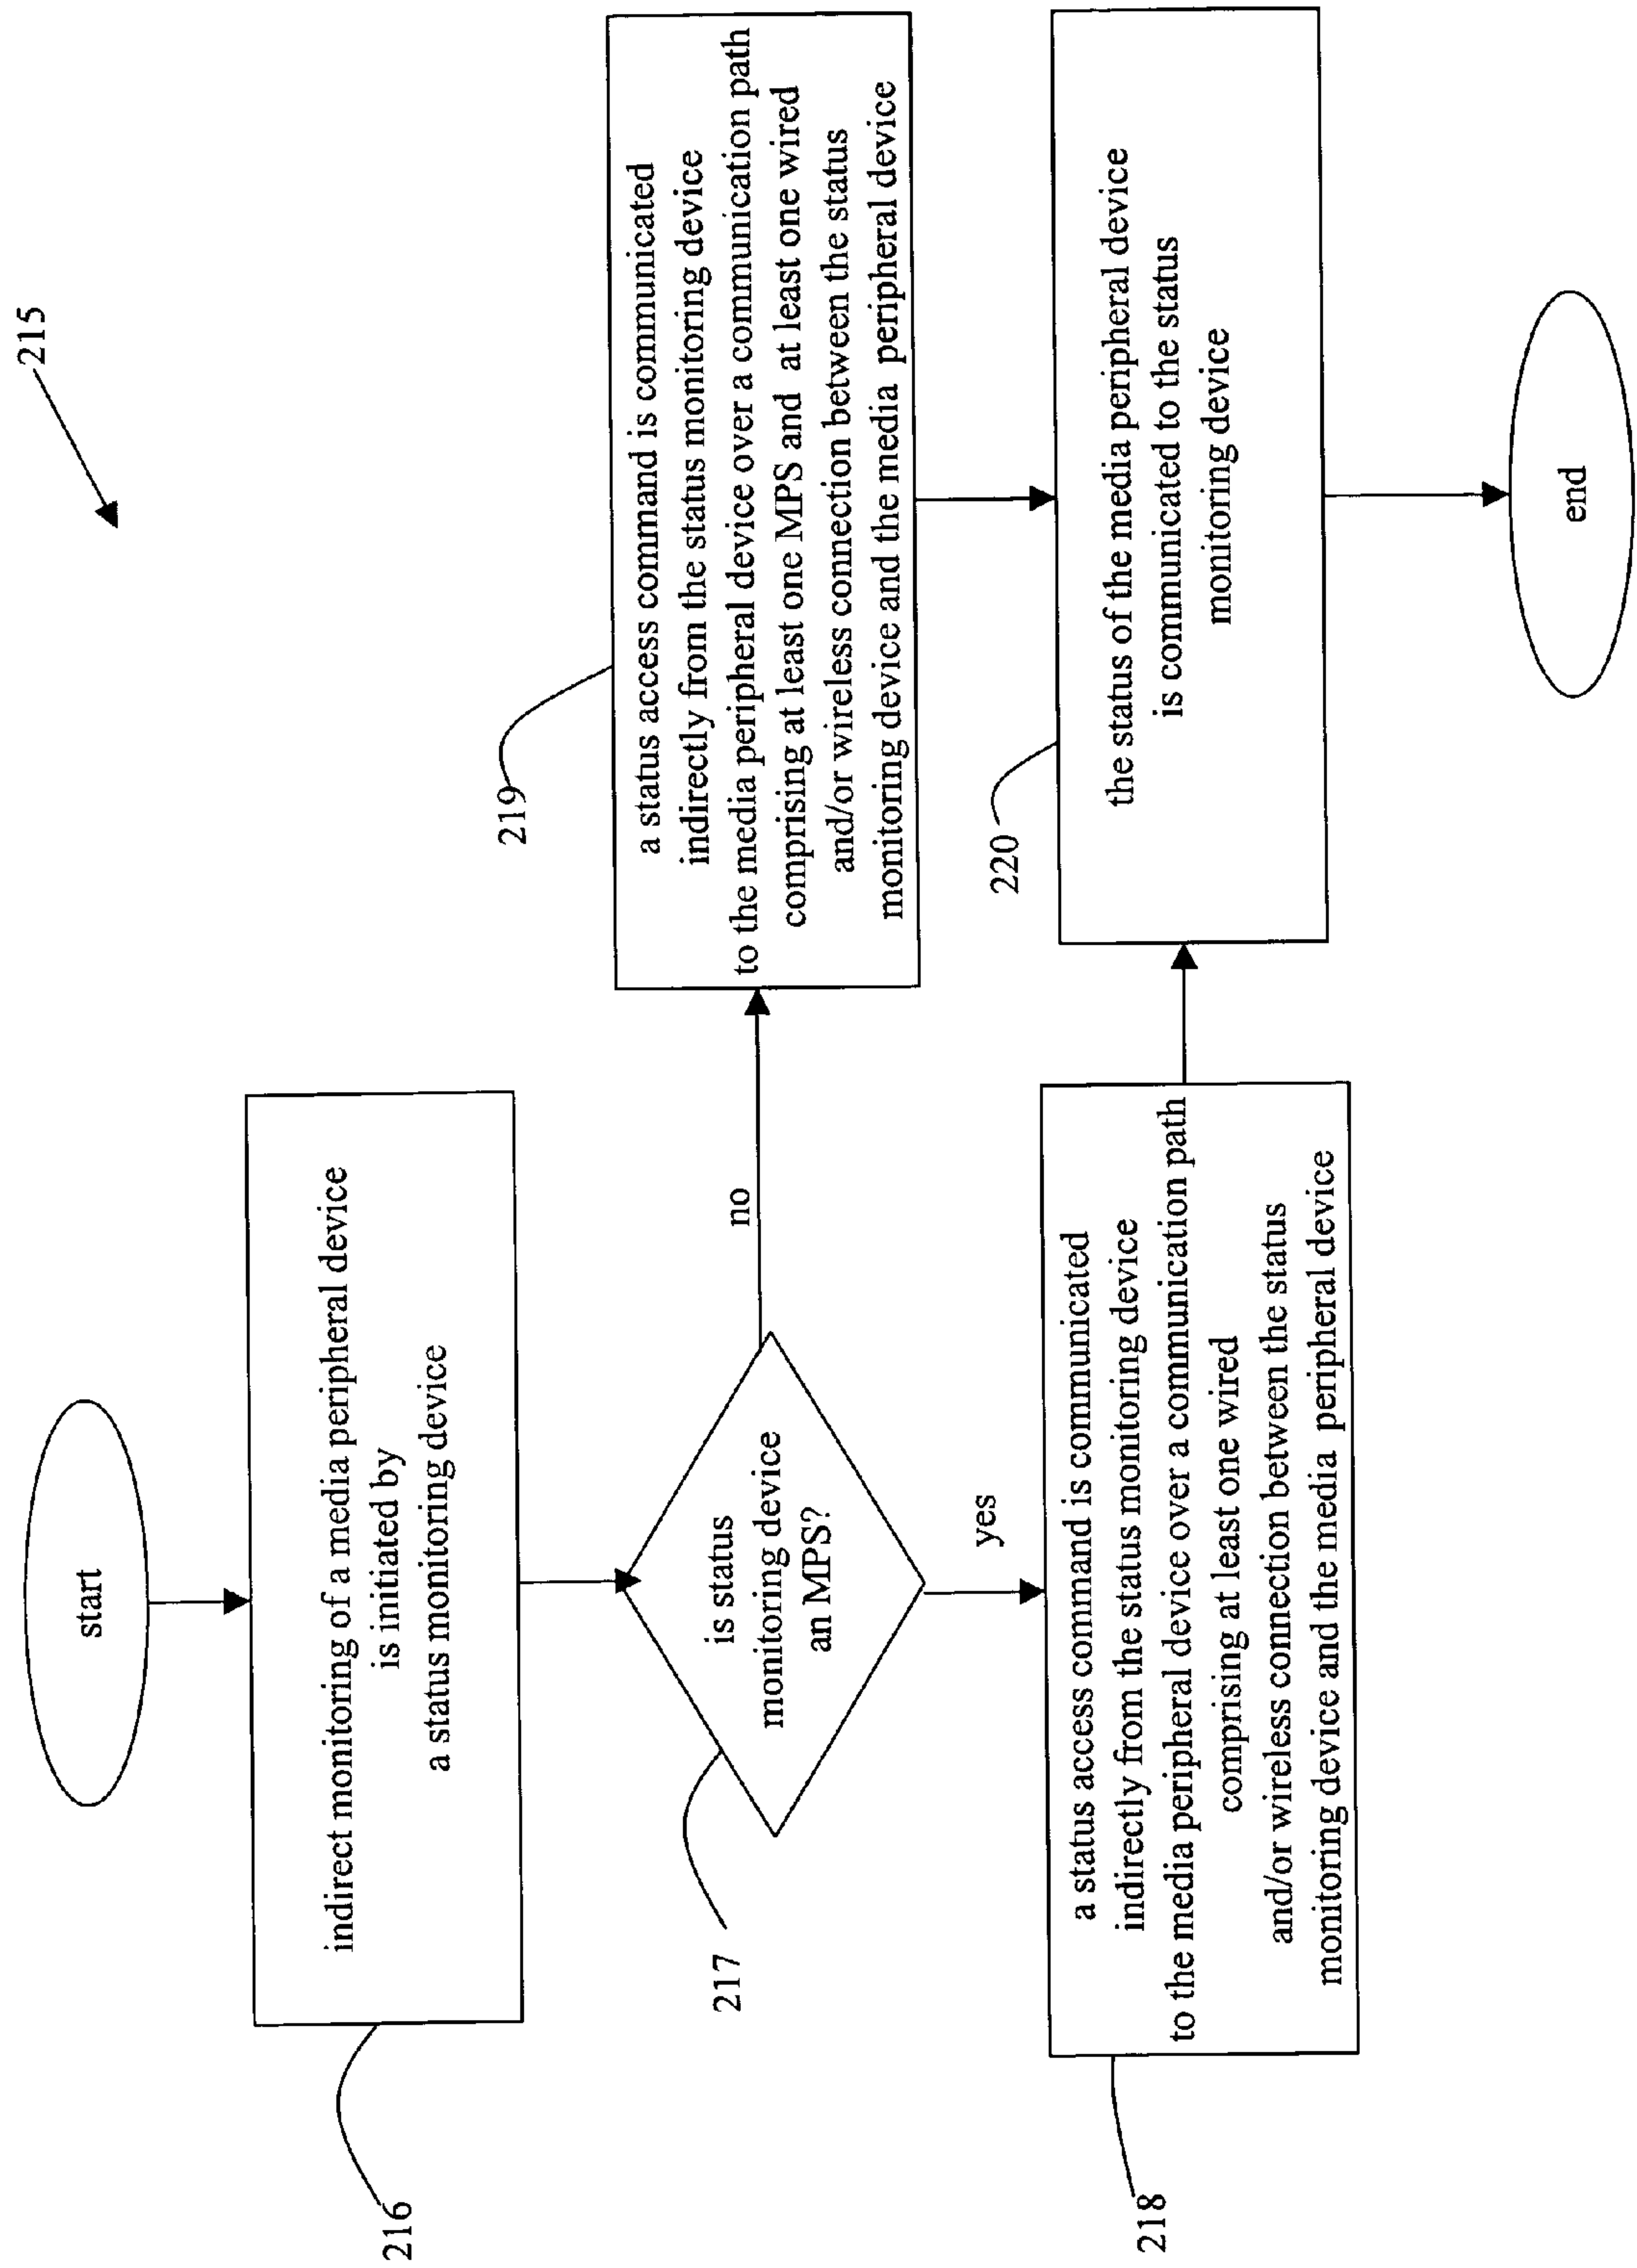 215
start
216
indirect monitoring of a media peripheral device
is initiated by
a status monitoring device
217
is status
monitoring device
an MPS?
no
yes
219
a status access command is communicated
indirectly from the status monitoring device
to the media peripheral device over a communication path
comprising at least one MPS and at least one wired
and/or wireless connection between the status
monitoring device and the media peripheral device
218
a status access command is communicated
indirectly from the status monitoring device
to the media peripheral device over a communication path
comprising at least one wired
and/or wireless connection between the status
monitoring device and the media peripheral device
220
the status of the media peripheral device
is communicated to the status
monitoring device
end